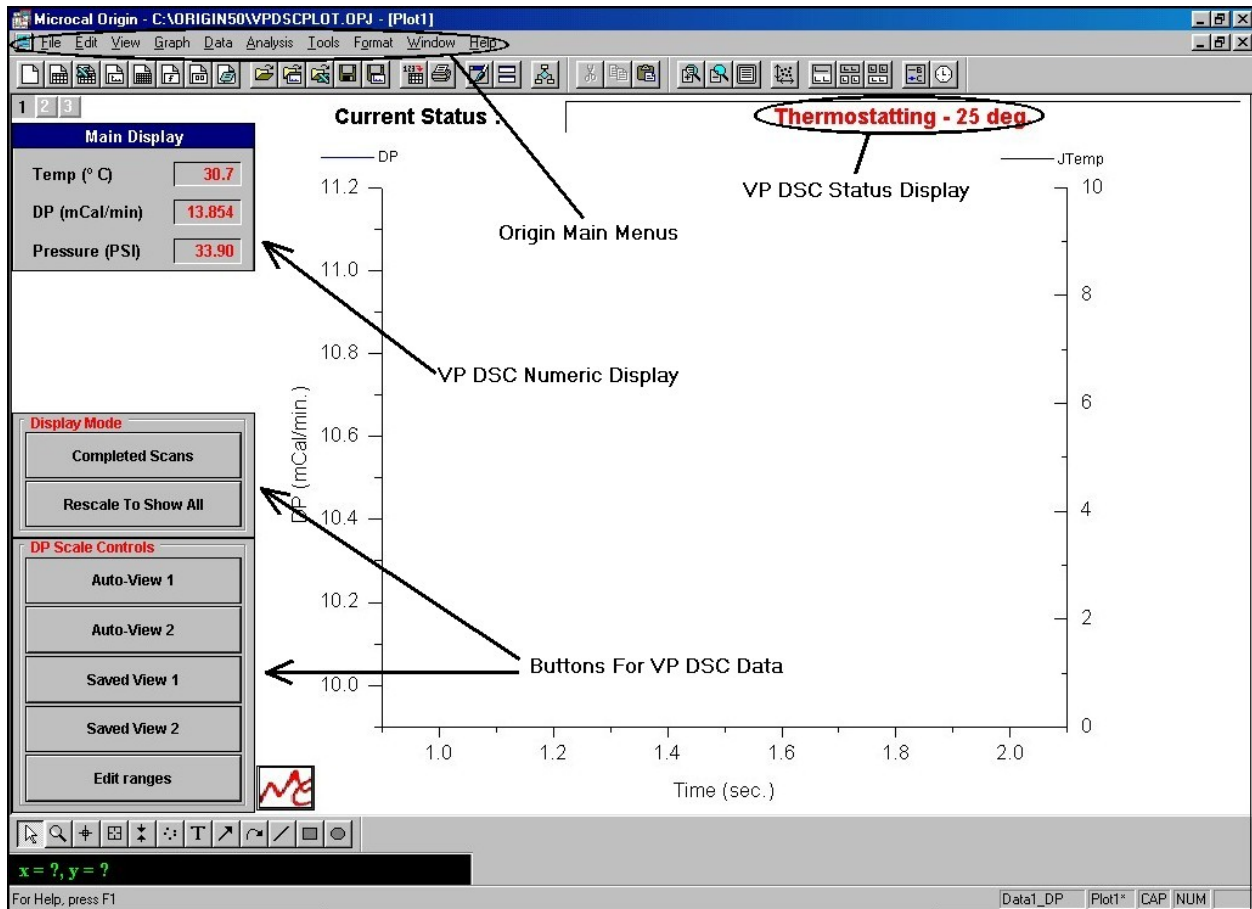 Microcal Origin - C:\ORIGIN50\VPDSCPLOT.OPJ - [Plot1]
File Edit View Graph Data Analysis Tools Format Window Help
1 2 3
Current Status :
Thermostatting - 25 deg.
Main Display
Temp (º C) 30.7
DP (mCal/min) 13.854
Pressure (PSI) 33.90
DP
JTemp
VP DSC Status Display
Origin Main Menus
VP DSC Numeric Display
11.2
11.0
10.8
10.6
10.4
10.2
10.0
DP (mCal/min.)
10
8
6
4
2
0
Display Mode
Completed Scans
Rescale To Show All
DP Scale Controls
Auto-View 1
Auto-View 2
Saved View 1
Saved View 2
Edit ranges
Buttons For VP DSC Data
1.0 1.2 1.4 1.6 1.8 2.0
Time (sec.)
T
x = ?, y = ?
For Help, press F1
Data1_DP Plot1* CAP NUM